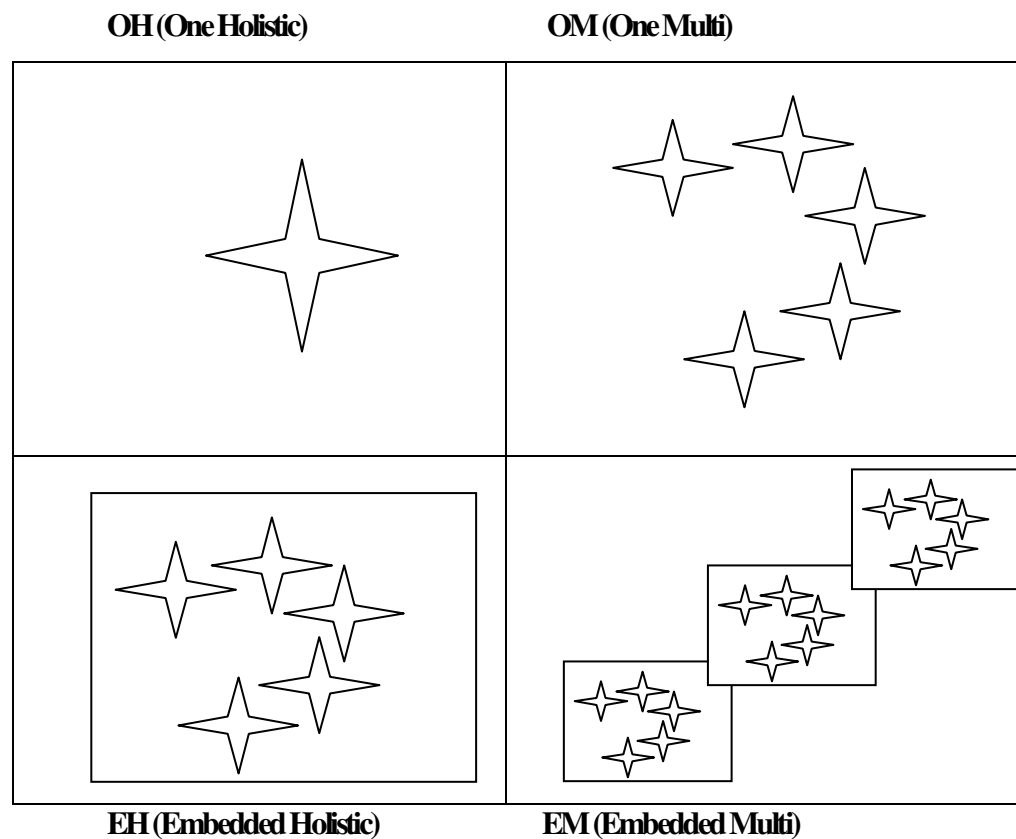 OH (One Holistic) OM (One Multi)
EH (Embedded Holistic) EM (Embedded Multi)